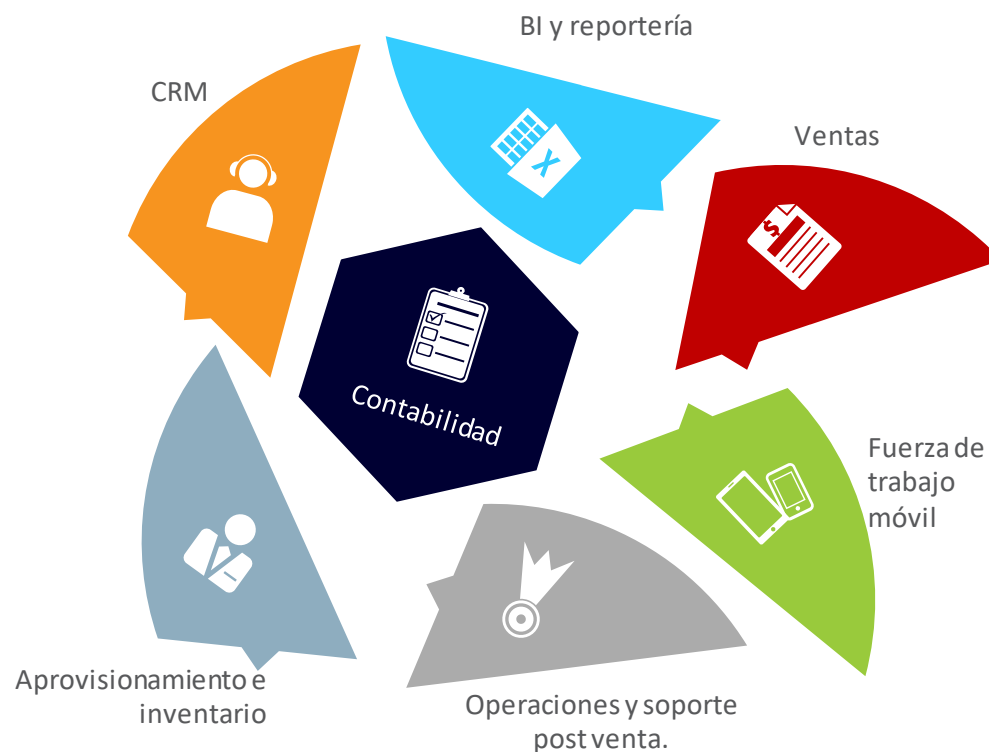 BI y reportería
CRM
Ventas
X
$
Contabilidad
Fuerza de
trabajo
móvil
Aprovisionamiento e
inventario
Operaciones y soporte
post venta.